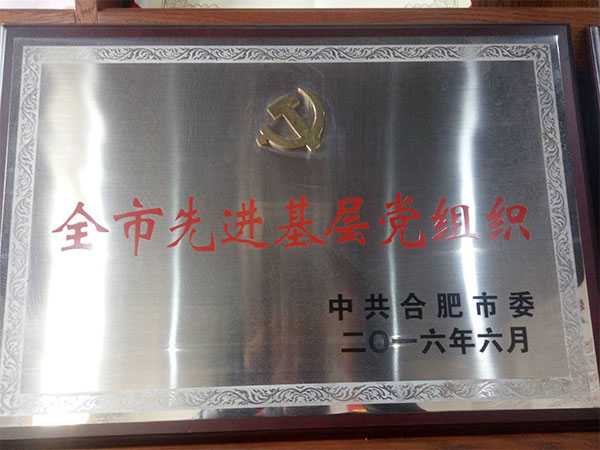 全市先进基层党组织
中共合肥市委
二〇一六年六月